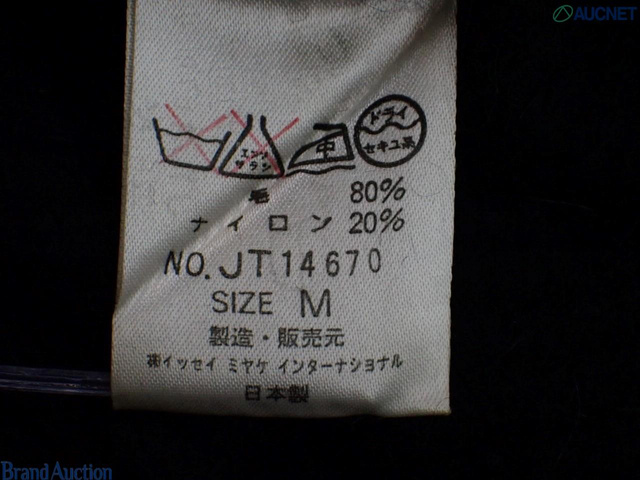 AUCNET
エンソ
サラシ
中
ドライ
セキユ系
毛 80%
ナイロン 20%
NO. JT14670
SIZE M
製造・販売元
㈱イッセイ ミヤケ インターナショナル
日本製
Brand Auction